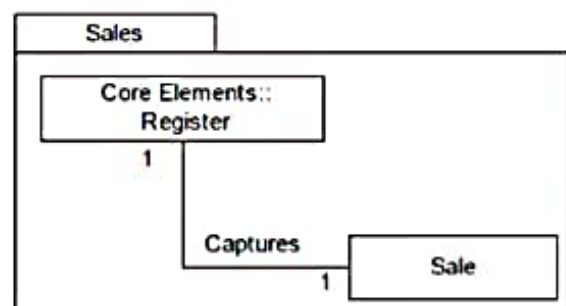 Sales
Core Elements::
Register
1
Captures
1
Sale